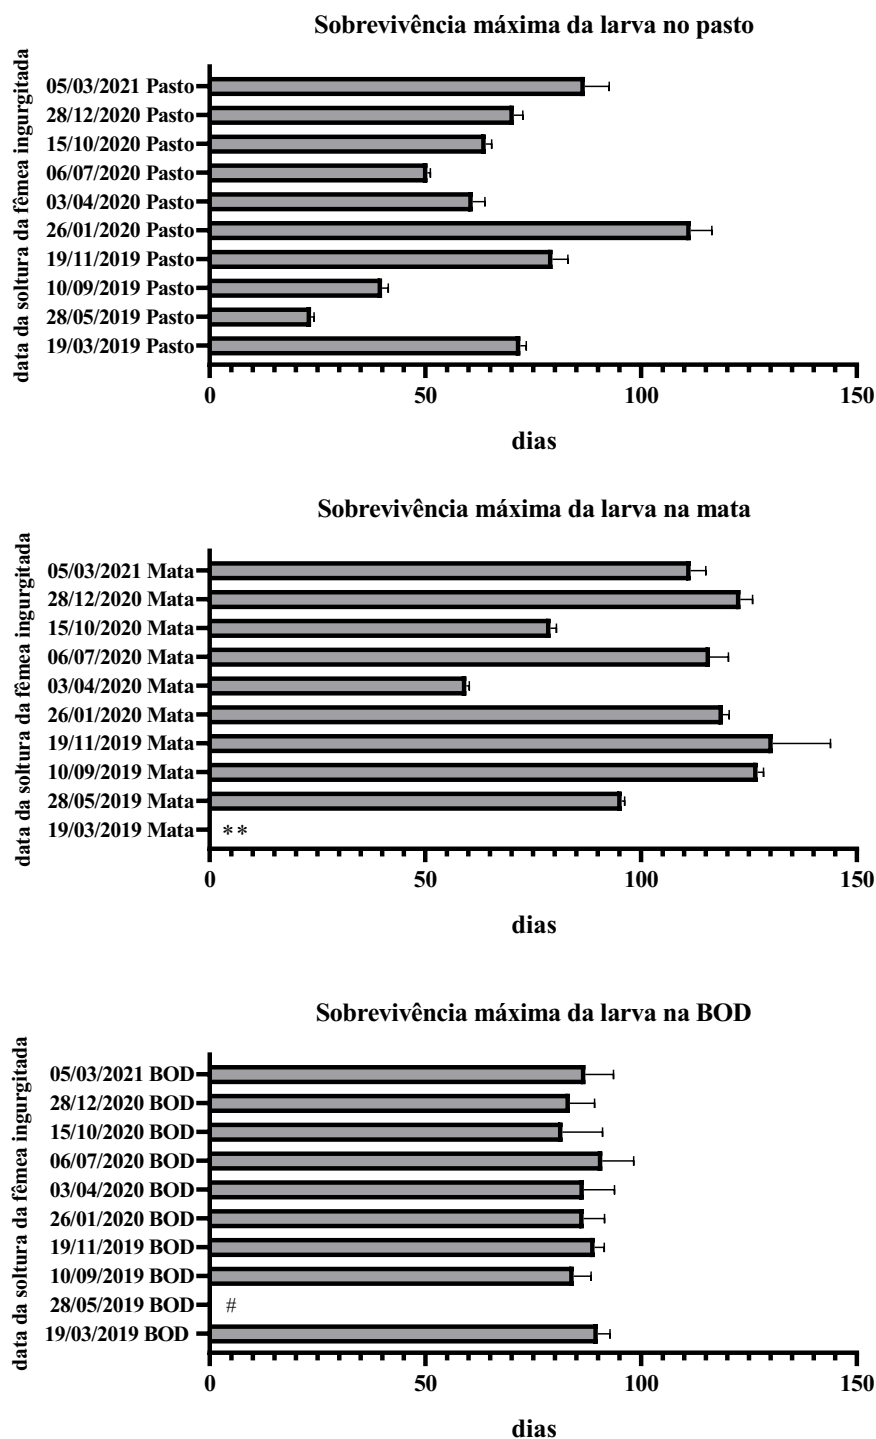 Sobrevivência máxima da larva no pasto
data da soltura da fêmea ingurgitada
05/03/2021 Pasto
28/12/2020 Pasto
15/10/2020 Pasto
06/07/2020 Pasto
03/04/2020 Pasto
26/01/2020 Pasto
19/11/2019 Pasto
10/09/2019 Pasto
28/05/2019 Pasto
19/03/2019 Pasto
0 50 100 150
dias
Sobrevivência máxima da larva na mata
data da soltura da fêmea ingurgitada
05/03/2021 Mata
28/12/2020 Mata
15/10/2020 Mata
06/07/2020 Mata
03/04/2020 Mata
26/01/2020 Mata
19/11/2019 Mata
10/09/2019 Mata
28/05/2019 Mata
19/03/2019 Mata **
0 50 100 150
dias
Sobrevivência máxima da larva na BOD
data da soltura da fêmea ingurgitada
05/03/2021 BOD
28/12/2020 BOD
15/10/2020 BOD
06/07/2020 BOD
03/04/2020 BOD
26/01/2020 BOD
19/11/2019 BOD
10/09/2019 BOD
28/05/2019 BOD #
19/03/2019 BOD
0 50 100 150
dias